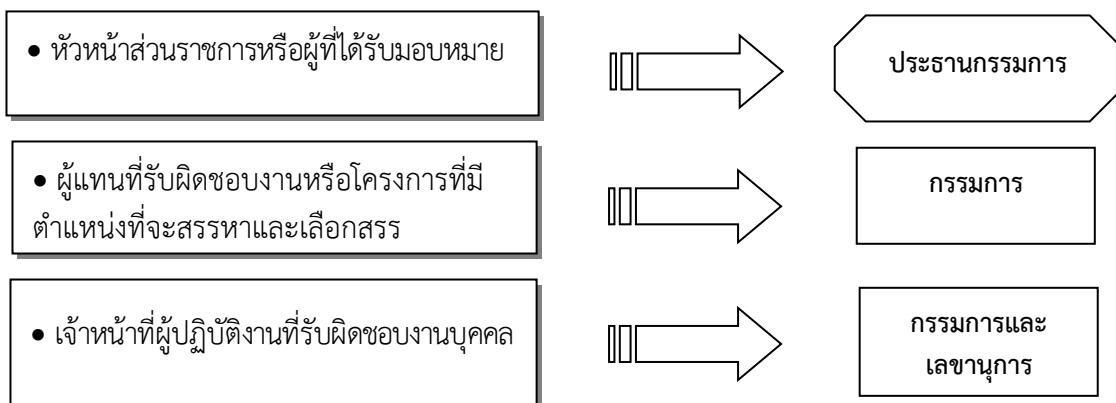 • หัวหน้าส่วนราชการหรือผู้ที่ได้รับมอบหมาย
ประธานกรรมการ
• ผู้แทนที่รับผิดชอบงานหรือโครงการที่มี
ตำแหน่งที่จะสรรหาและเลือกสรร
กรรมการ
• เจ้าหน้าที่ผู้ปฏิบัติงานที่รับผิดชอบงานบุคคล
กรรมการและ
เลขานุการ